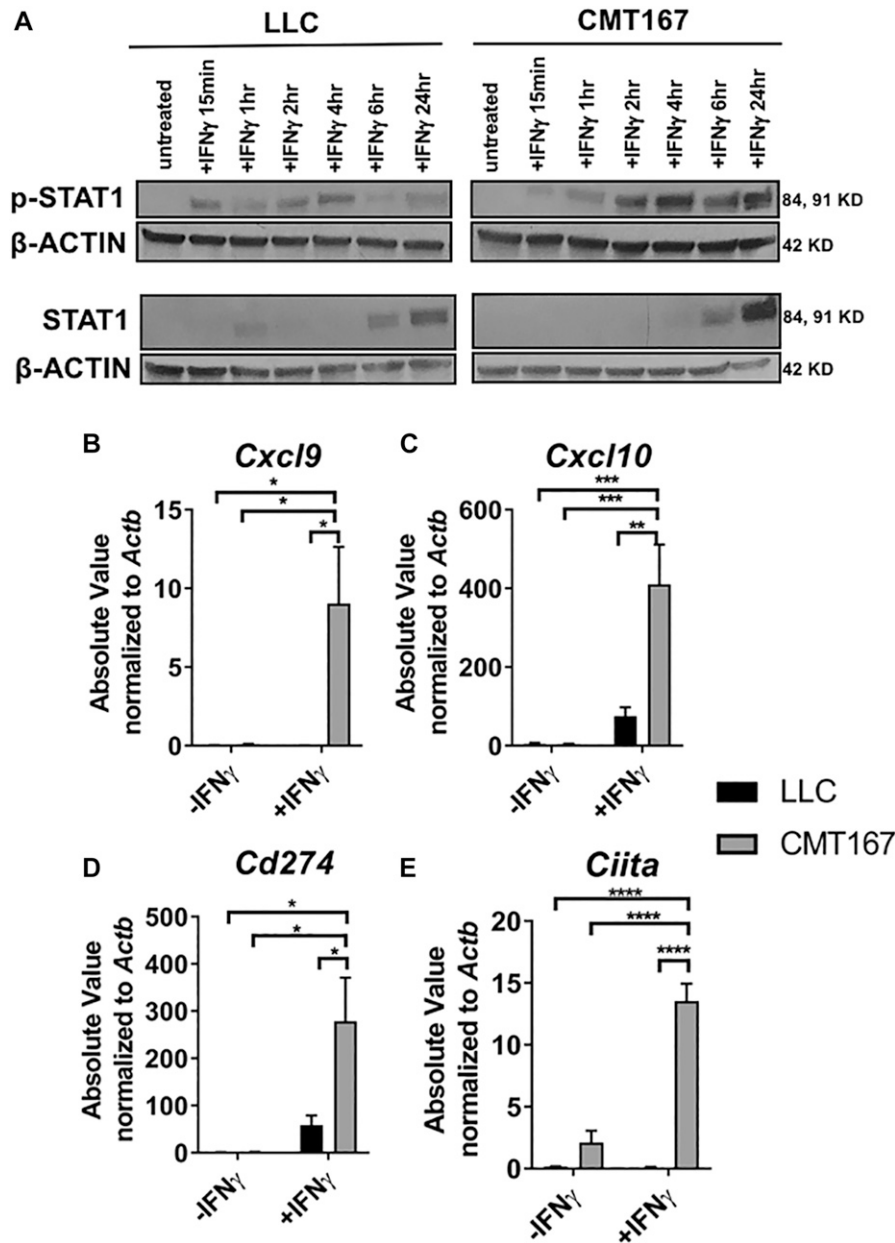 A
LLC
CMT167
untreated
+IFNγ 15min
+IFNγ 1hr
+IFNγ 2hr
+IFNγ 4hr
+IFNγ 6hr
+IFNγ 24hr
untreated
+IFNγ 15min
+IFNγ 1hr
+IFNγ 2hr
+IFNγ 4hr
+IFNγ 6hr
+IFNγ 24hr
p-STAT1
84, 91 KD
β-ACTIN
42 KD
STAT1
84, 91 KD
β-ACTIN
42 KD
B
Cxcl9
Absolute Value
normalized to Actb
15
10
5
0
*
*
*
-IFNγ
+IFNγ
C
Cxcl10
Absolute Value
normalized to Actb
600
400
200
0
***
***
**
-IFNγ
+IFNγ
LLC
CMT167
D
Cd274
Absolute Value
normalized to Actb
500
400
300
200
100
0
*
*
*
-IFNγ
+IFNγ
E
Ciita
Absolute Value
normalized to Actb
20
15
10
5
0
****
****
****
-IFNγ
+IFNγ